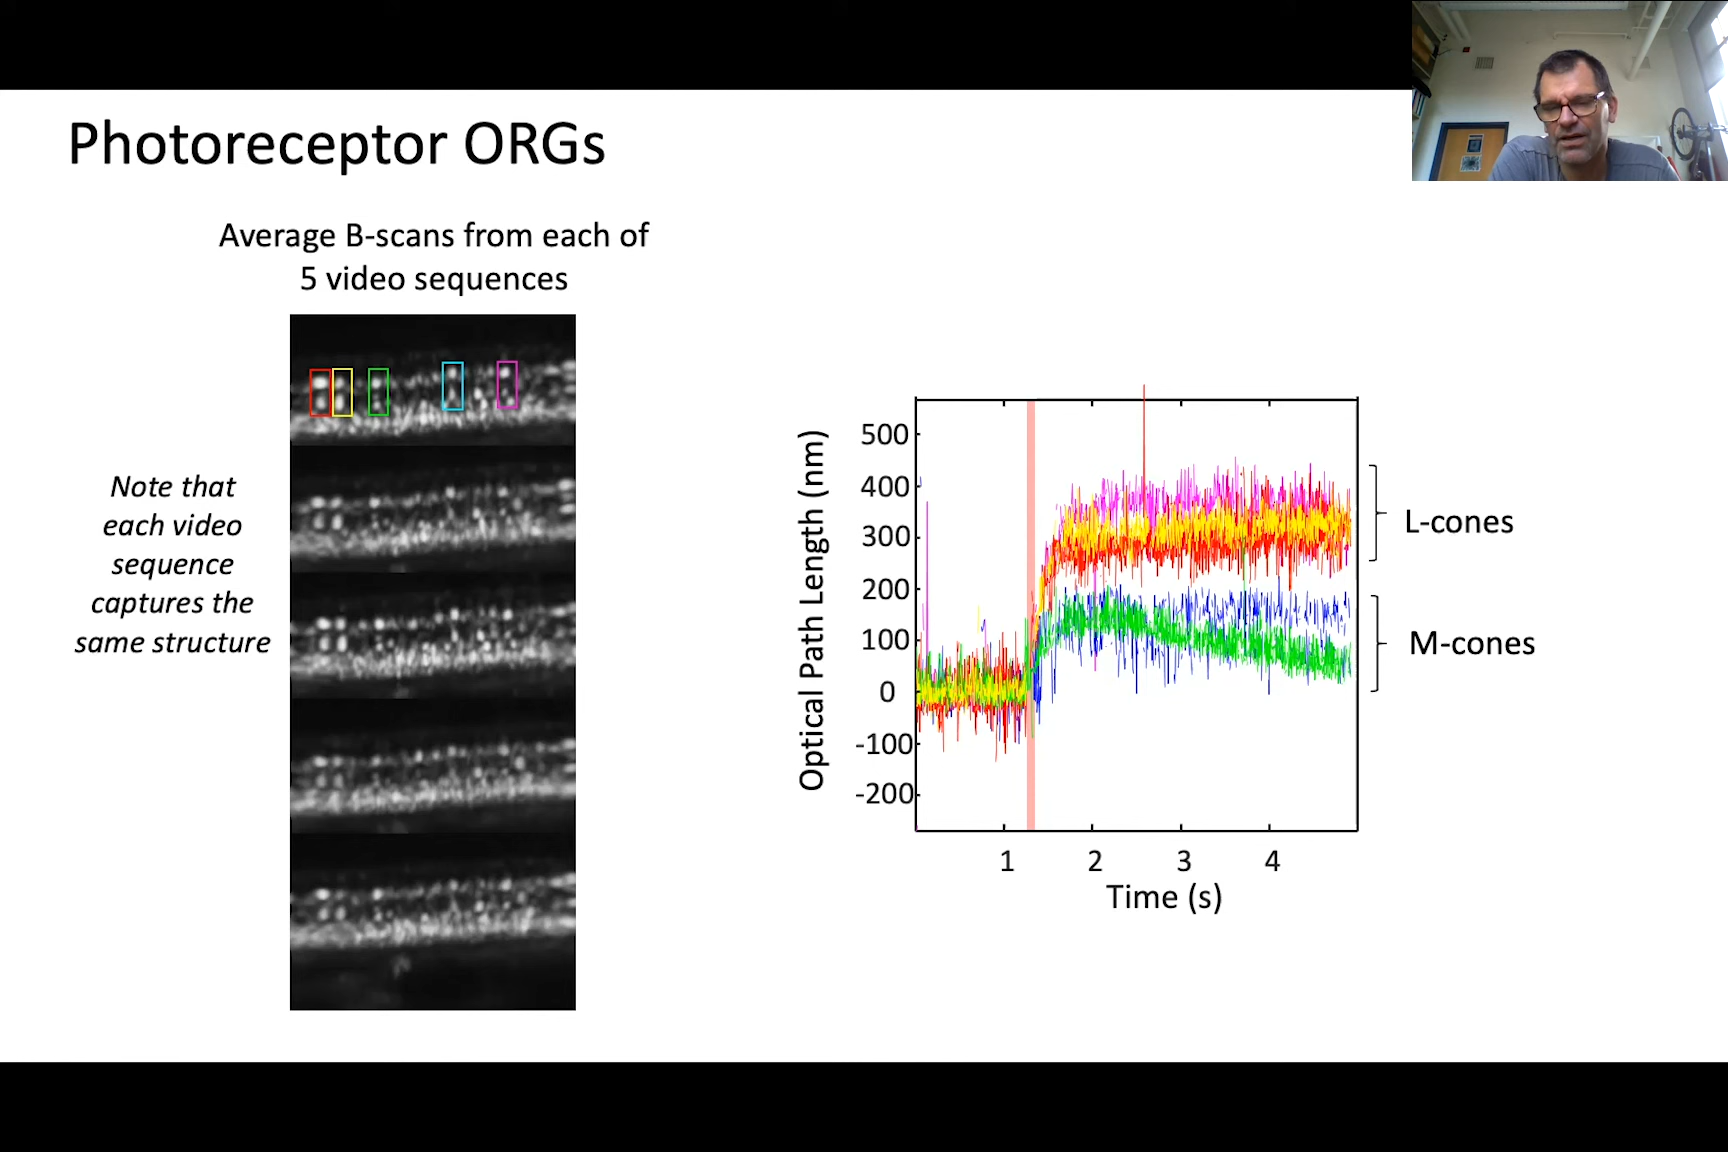 Photoreceptor ORGs
Average B-scans from each of
5 video sequences
Note that
each video
sequence
captures the
same structure
Optical Path Length (nm)
500
400
300
200
100
0
-100
-200
1 2 3 4
Time (s)
L-cones
M-cones